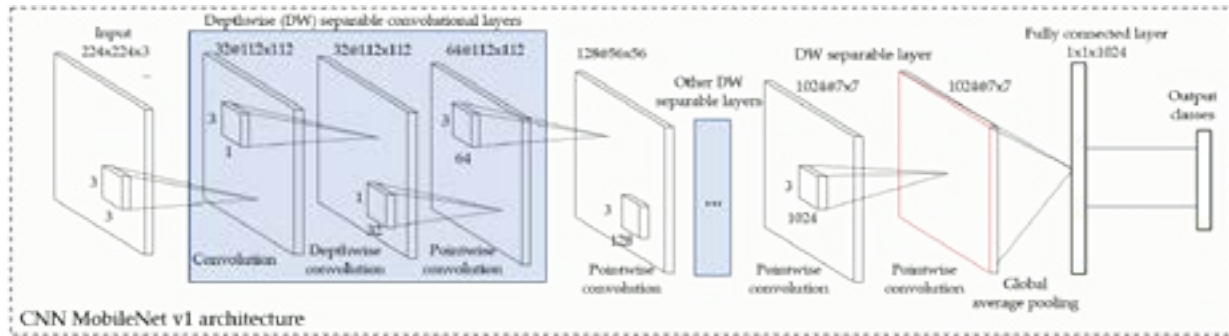 Depthwise (DW) separable convolutional layers
Input
224x224x3
32@112x112
32@112x112
64@112x112
128@56x56
Other DW
separable layers
DW separable layer
1024@7x7
1024@7x7
Fully connected layer
1x1x1024
Output
classes
3
3
3
1
1
32
3
64
3
128
...
3
1024
Convolution
Depthwise
convolution
Pointwise
convolution
Pointwise
convolution
Pointwise
convolution
Pointwise
convolution
Global
average pooling
CNN MobileNet v1 architecture